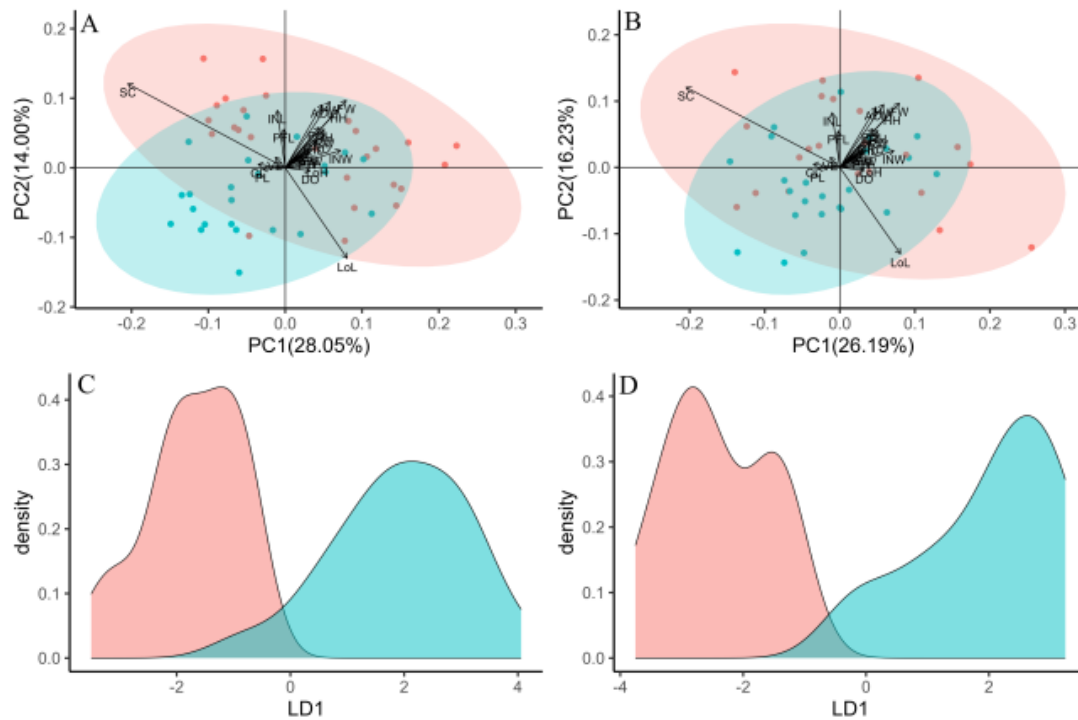 A
B
0.2
0.1
0.0
-0.1
-0.2
PC2(14.00%)
SC
INL
PFL
FW
HH
INW
DO
PL
LoL
-0.2
-0.1
0.0
0.1
0.2
0.3
PC1(28.05%)
0.2
0.1
0.0
-0.1
-0.2
PC2(16.23%)
SC
INL
PFL
HH
INW
DO
PL
LoL
-0.2
-0.1
0.0
0.1
0.2
0.3
PC1(26.19%)
C
D
0.4
0.3
0.2
0.1
0.0
density
-2
0
2
4
LD1
0.4
0.3
0.2
0.1
0.0
density
-4
-2
0
2
LD1